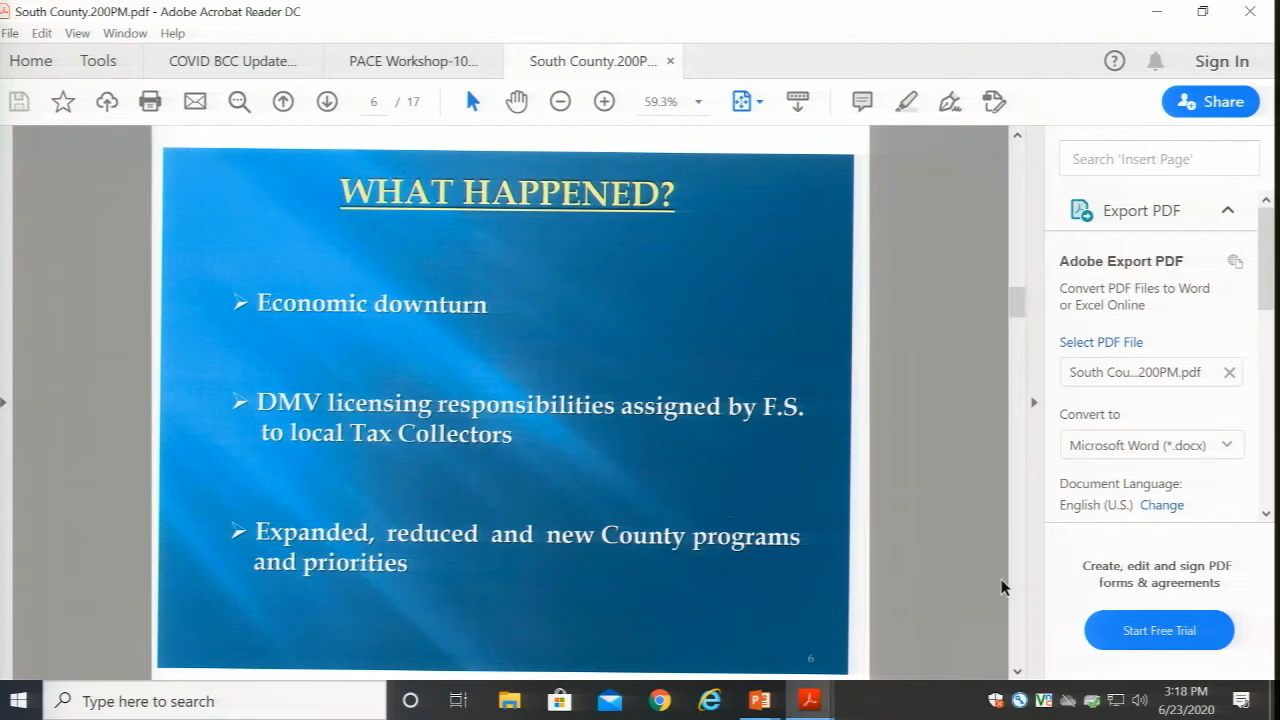 South County.200PM.pdf - Adobe Acrobat Reader DC
File Edit View Window Help
Home Tools COVID BCC Update... PACE Workshop-10... South County.200P... Sign In
6 / 17 59.3% Share
WHAT HAPPENED?
Economic downturn
DMV licensing responsibilities assigned by F.S.
to local Tax Collectors
Expanded, reduced and new County programs
and priorities
6
Search 'Insert Page'
Export PDF
Adobe Export PDF
Convert PDF Files to Word
or Excel Online
Select PDF File
South Cou...200PM.pdf
Convert to
Microsoft Word (*.docx)
Document Language:
English (U.S.) Change
Create, edit and sign PDF
forms & agreements
Start Free Trial
Type here to search
3:18 PM
6/23/2020